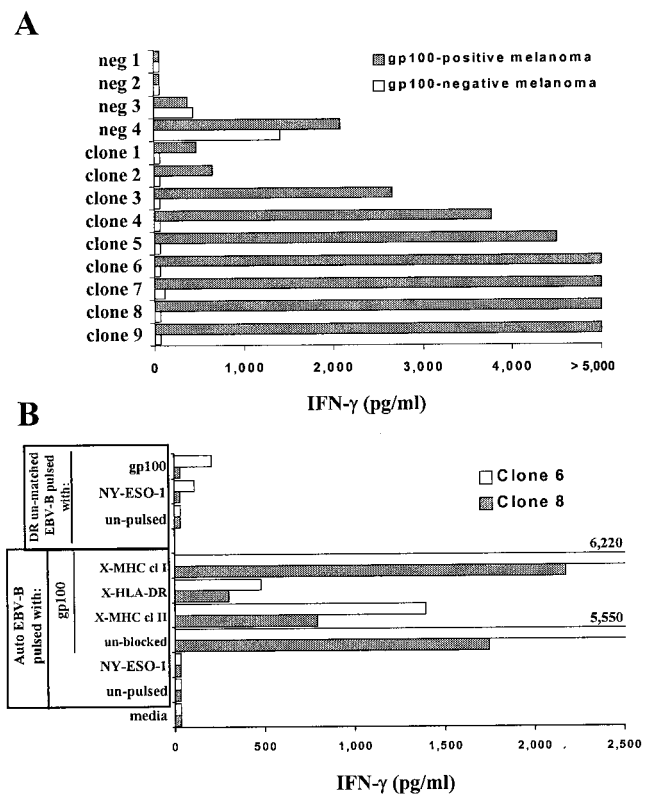 A
gp100-positive melanoma
gp100-negative melanoma
neg 1
neg 2
neg 3
neg 4
clone 1
clone 2
clone 3
clone 4
clone 5
clone 6
clone 7
clone 8
clone 9
0
1,000
2,000
3,000
4,000
> 5,000
IFN-γ (pg/ml)
B
DR un-matched
EBV-B pulsed
with:
gp100
NY-ESO-1
un-pulsed
Clone 6
Clone 8
Auto EBV-B
pulsed with:
gp100
6,220
X-MHC cl I
X-HLA-DR
X-MHC cl II
5,550
un-blocked
NY-ESO-1
un-pulsed
media
0
500
1,000
1,500
2,000
2,500
IFN-γ (pg/ml)